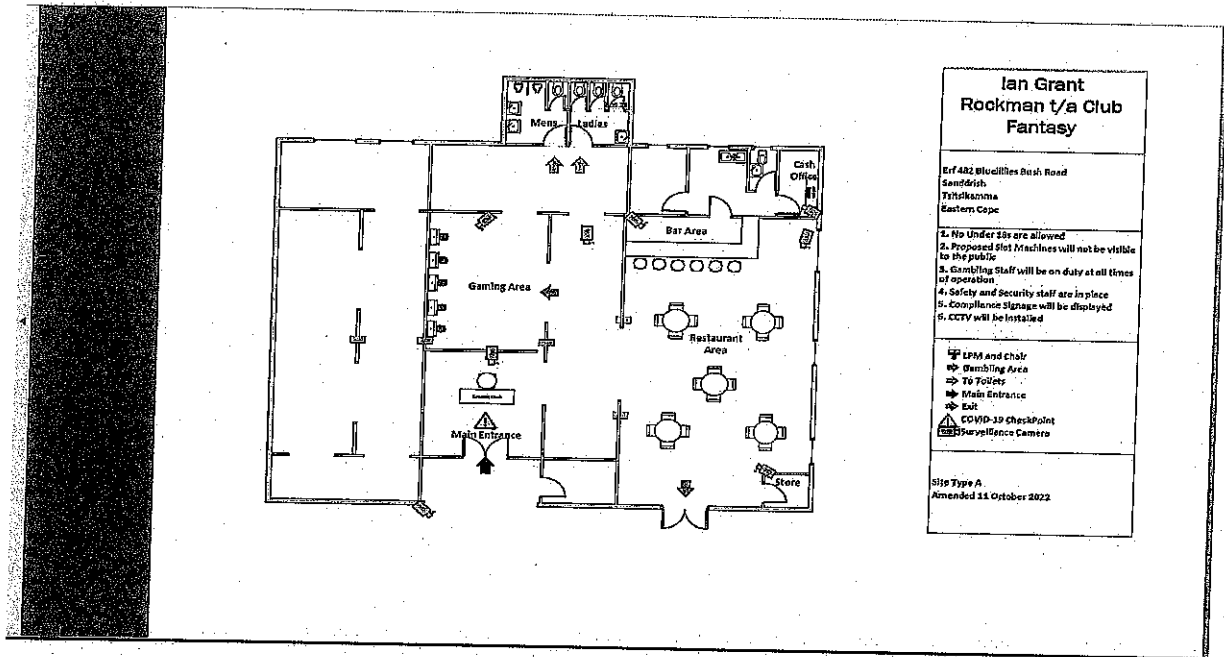 Mens
Ladies
Cash
Office
Bar Area
Gaming Area
Restaurant
Area
Main Entrance
Store
Ian Grant
Rockman t/a Club
Fantasy
Erf 482 Bluelilies Bush Road
Sanddrish
Tsitsikamma
Eastern Cape
1. No Under 18s are allowed
2. Proposed Slot Machines will not be visible
to the public
3. Gambling Staff will be on duty at all times
of operation
4. Safety and Security staff are in place
5. Compliance Signage will be displayed
6. CCTV will be installed
LPM and Chair
Gambling Area
To Toilets
Main Entrance
Exit
COVID-19 CheckPoint
Surveillance Camera
Site Type A
Amended 11 October 2022